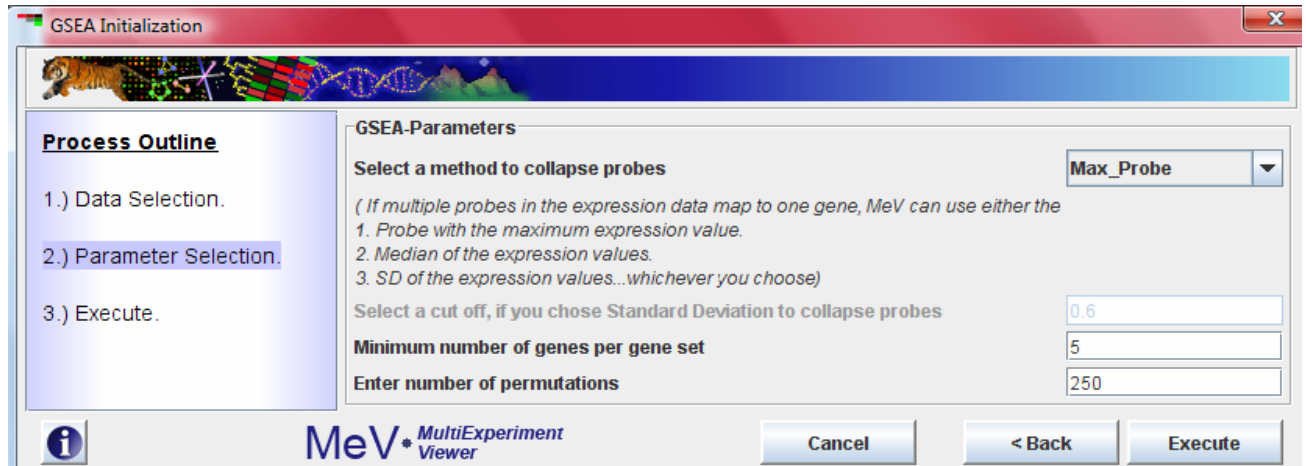 GSEA Initialization
X
Process Outline
1.) Data Selection.
2.) Parameter Selection.
3.) Execute.
GSEA-Parameters
Select a method to collapse probes
Max_Probe
( If multiple probes in the expression data map to one gene, MeV can use either the
1. Probe with the maximum expression value.
2. Median of the expression values.
3. SD of the expression values...whichever you choose)
Select a cut off, if you chose Standard Deviation to collapse probes
0.6
Minimum number of genes per gene set
5
Enter number of permutations
250
i
MeV MultiExperiment
Viewer
Cancel
< Back
Execute